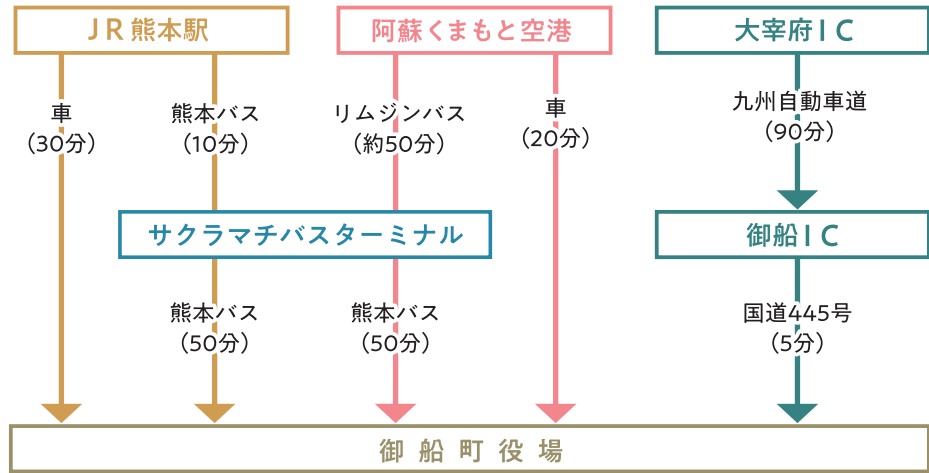 JR熊本駅
阿蘇くまもと空港
大宰府IC
車
(30分)
熊本バス
(10分)
リムジンバス
(約50分)
車
(20分)
九州自動車道
(90分)
サクラマチバスターミナル
御船IC
熊本バス
(50分)
熊本バス
(50分)
国道445号
(5分)
御船町役場